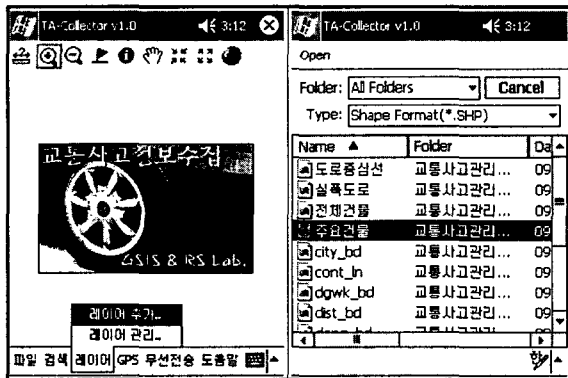 TA-Collector v1.0 3:12
교통사고정보수집
GSIS & RS Lab.
레이어 추가...
레이어 관리...
파일 검색 레이어 GPS 무선전송 도움말
TA-Collector v1.0 3:12
Open
Folder: All Folders Cancel
Type: Shape Format(*.SHP)
Name Folder Da
도로중심선 교통사고관리... 09
실폭도로 교통사고관리... 09
전체건물 교통사고관리... 09
주요건물 교통사고관리... 09
city_bd 교통사고관리... 09
cont_ln 교통사고관리... 09
dgwk_bd 교통사고관리... 09
dist_bd 교통사고관리... 09